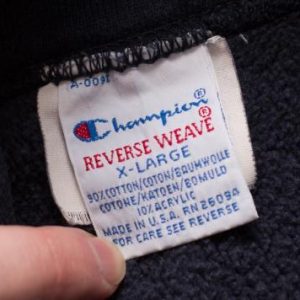 A-0091
Champion
REVERSE WEAVE
X-LARGE
90% COTTON/COTON/BAUMWOLLE
COTONE/KATOEN/BOMULD
10% ACRYLIC
MADE IN U.S.A. RN 26094
FOR CARE SEE REVERSE